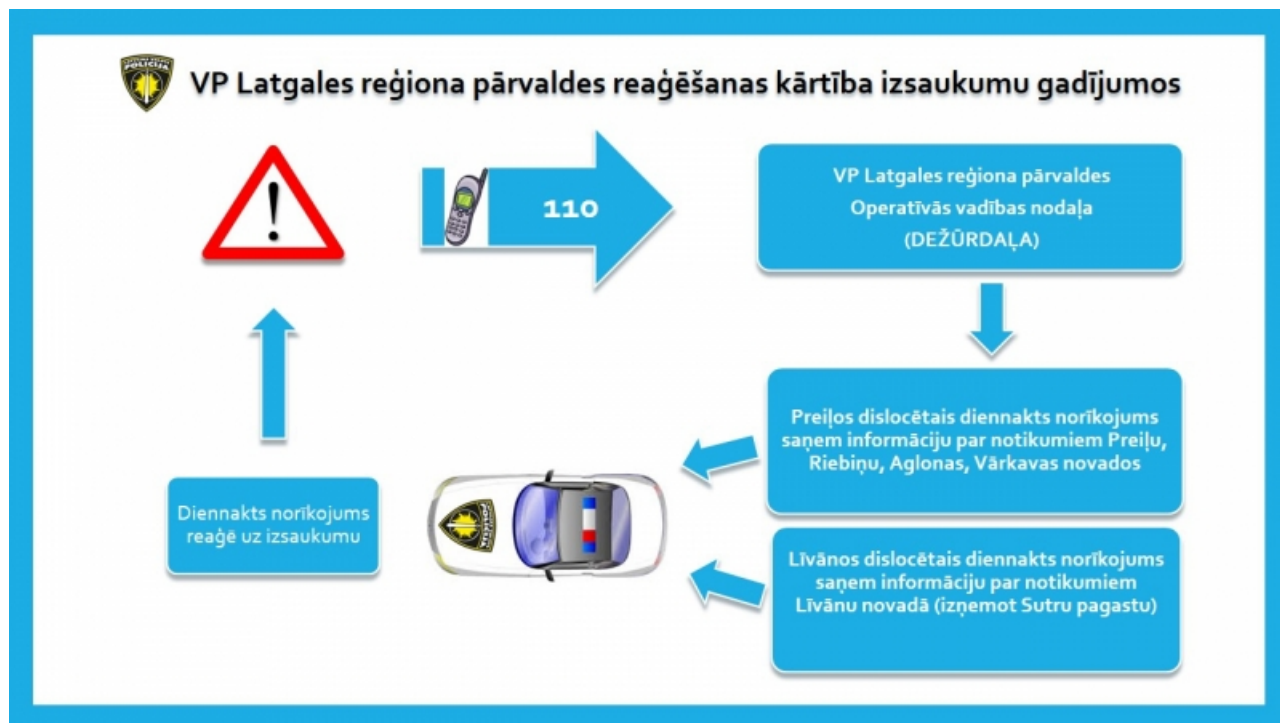 VP Latgales reģiona pārvaldes reaģēšanas kārtība izsaukumu gadījumos
POLICIJA
110
VP Latgales reģiona pārvaldes
Operatīvās vadības nodaļa
(DEŽŪRDAĻA)
Preiļos dislocētais diennakts norīkojums
saņem informāciju par notikumiem Preiļu,
Riebiņu, Aglonas, Vārkavas novados
Līvānos dislocētais diennakts norīkojums
saņem informāciju par notikumiem
Līvānu novadā (izņemot Sutru pagastu)
Diennakts norīkojums
reaģē uz izsaukumu
POLICIJA